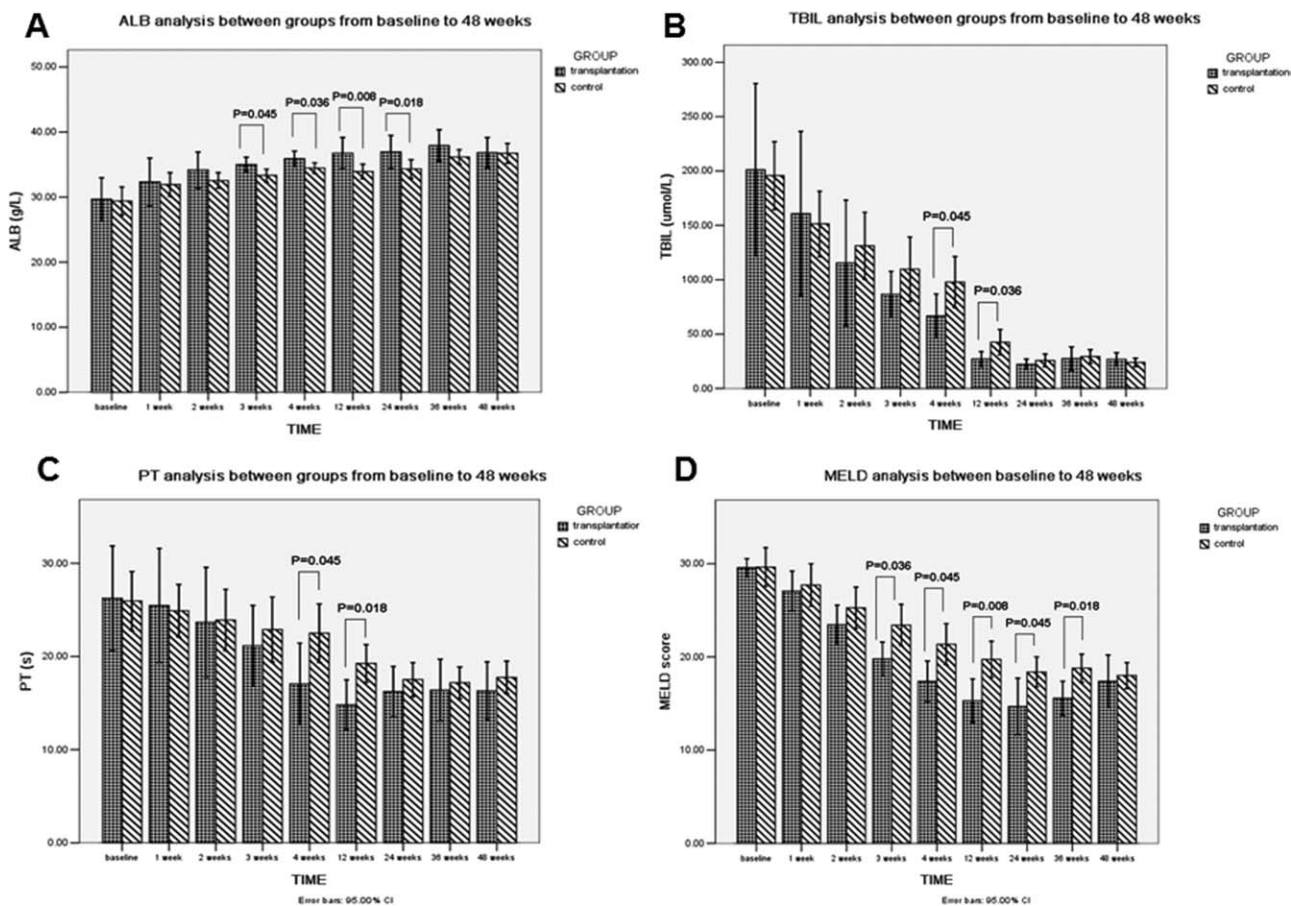 A
ALB analysis between groups from baseline to 48 weeks
GROUP
transplantation
control
50.00
40.00
30.00
20.00
10.00
0.00
ALB (g/L)
P=0.045
P=0.036
P=0.008
P=0.018
baseline
1 week
2 weeks
3 weeks
4 weeks
12 weeks
24 weeks
36 weeks
48 weeks
TIME
B
TBIL analysis between groups from baseline to 48 weeks
GROUP
transplantation
control
300.00
250.00
200.00
150.00
100.00
50.00
0.00
TBIL (umol/L)
P=0.045
P=0.036
baseline
1 week
2 weeks
3 weeks
4 weeks
12 weeks
24 weeks
36 weeks
48 weeks
TIME
C
PT analysis between groups from baseline to 48 weeks
GROUP
transplantatior
control
30.00
20.00
10.00
0.00
PT (s)
P=0.045
P=0.018
baseline
1 week
2 weeks
3 weeks
4 weeks
12 weeks
24 weeks
36 weeks
48 weeks
TIME
Error bars: 95.00% CI
D
MELD analysis between baseline to 48 weeks
GROUP
transplantation
control
30.00
20.00
10.00
0.00
MELD score
P=0.036
P=0.045
P=0.008
P=0.045
P=0.018
baseline
1 week
2 weeks
3 weeks
4 weeks
12 weeks
24 weeks
36 weeks
48 weeks
TIME
Error bars: 95.00% CI